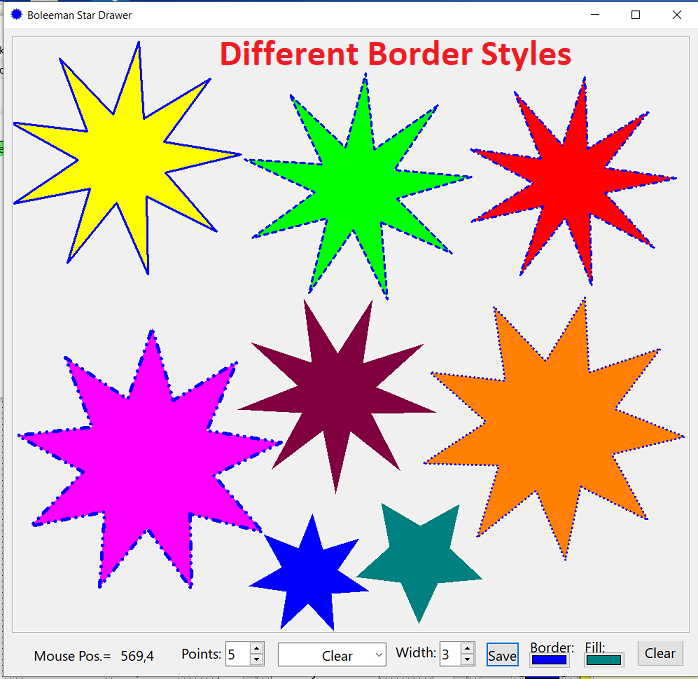 Boleeman Star Drawer
Different Border Styles
Mouse Pos.= 569,4 Points: 5 Clear Width: 3 Save Border: Fill: Clear